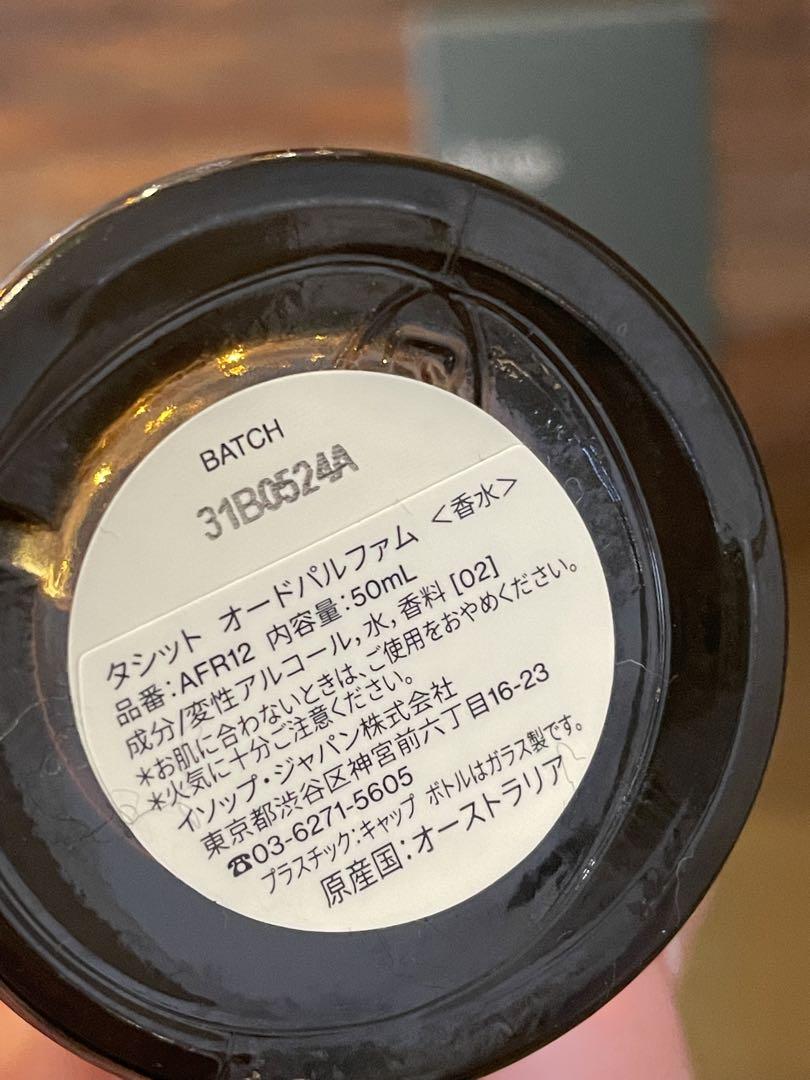 BATCH
31B0524A
タシット オードパルファム <香水>
品番:AFR12 内容量:50mL
成分/変性アルコール,水,香料 [02]
*お肌に合わないときは、ご使用をおやめください。
*火気に十分ご注意ください。
イソップ・ジャパン株式会社
東京都渋谷区神宮前六丁目16-23
☎03-6271-5605
プラスチック:キャップ ボトルはガラス製です。
原産国:オーストラリア